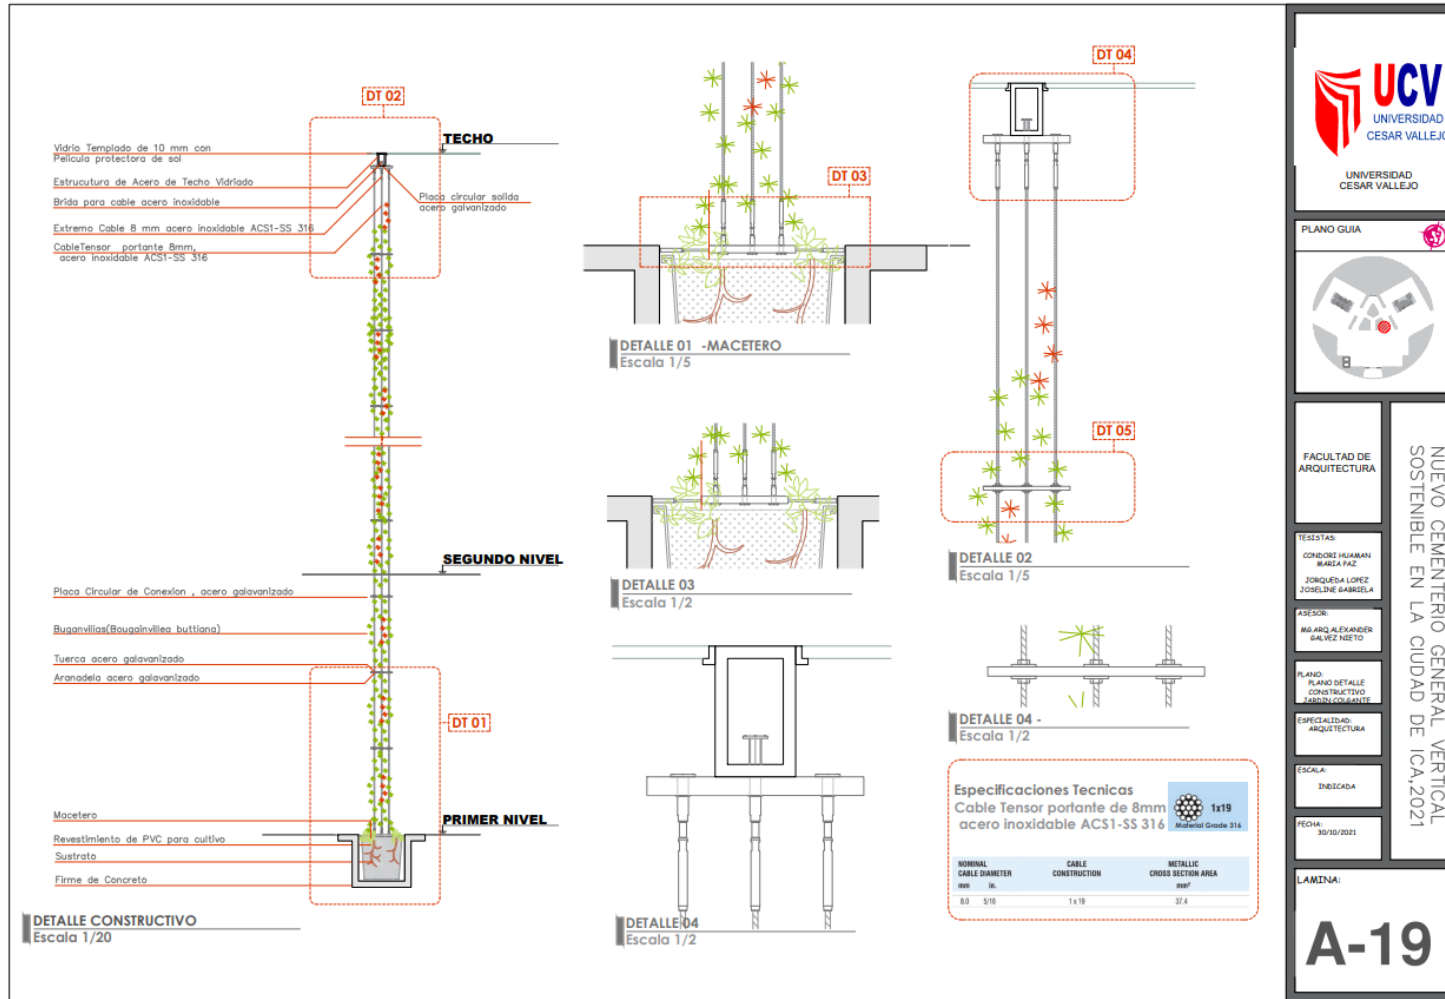 DT 02
TECHO
Vidrio Templado de 10 mm con
Pelicula protectora de sol
Estrucutura de Acero de Techo Vidriado
Brida para cable acero inoxidable
Placa circular solida
acero galvanizado
Extremo Cable 8 mm acero inoxidable ACS1-SS 316
CableTensor portante 8mm,
acero inoxidable ACS1-SS 316
SEGUNDO NIVEL
Placa Circular de Conexion , acero galavanizado
Buganvilias(Bougainvillea buttiana)
Tuerca acero galavanizado
Aranadela acero galavanizado
DT 01
Macetero
PRIMER NIVEL
Revestimiento de PVC para cultivo
Sustrato
Firme de Concreto
DETALLE CONSTRUCTIVO
Escala 1/20
DT 03
DETALLE 01 -MACETERO
Escala 1/5
DETALLE 03
Escala 1/2
DETALLE 04
Escala 1/2
DT 04
DT 05
DETALLE 02
Escala 1/5
DETALLE 04 -
Escala 1/2
Especificaciones Tecnicas
Cable Tensor portante de 8mm
acero inoxidable ACS1-SS 316
1x19
Material Grade 316
NOMINAL
CABLE DIAMETER
CABLE
CONSTRUCTION
METALLIC
CROSS SECTION AREA
mm in. mm²
8.0 5/16 1 x 19 37.4
UCV
UNIVERSIDAD
CESAR VALLEJO
UNIVERSIDAD
CESAR VALLEJO
PLANO GUIA
FACULTAD DE
ARQUITECTURA
NUEVO CEMENTERIO GENERAL VERTICAL
SOSTENIBLE EN LA CIUDAD DE ICA,2021
TESISTAS:
CONDORI HUAMAN
MARIA PAZ
JORQUEDA LOPEZ
JOSELINE GABRIELA
ASESOR:
MG.ARQ.ALEXANDER
GALVEZ NIETO
PLANO:
PLANO DETALLE
CONSTRUCTIVO
JARDIN COLGANTE
ESPECIALIDAD:
ARQUITECTURA
ESCALA:
INDICADA
FECHA:
30/10/2021
LAMINA:
A-19